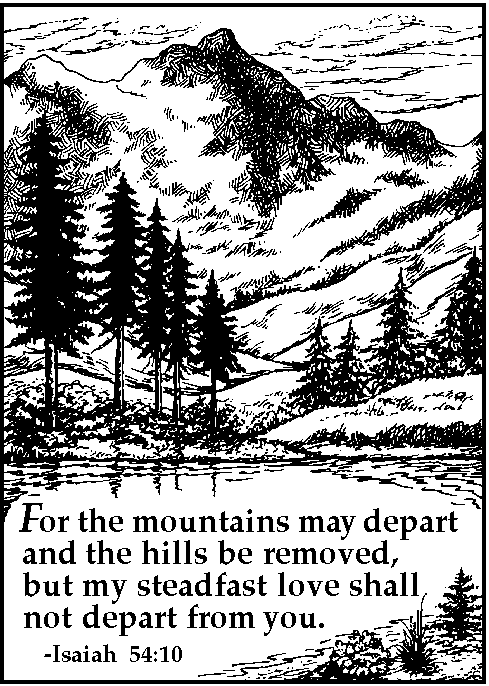 For the mountains may depart
and the hills be removed,
but my steadfast love shall
not depart from you.
-Isaiah 54:10